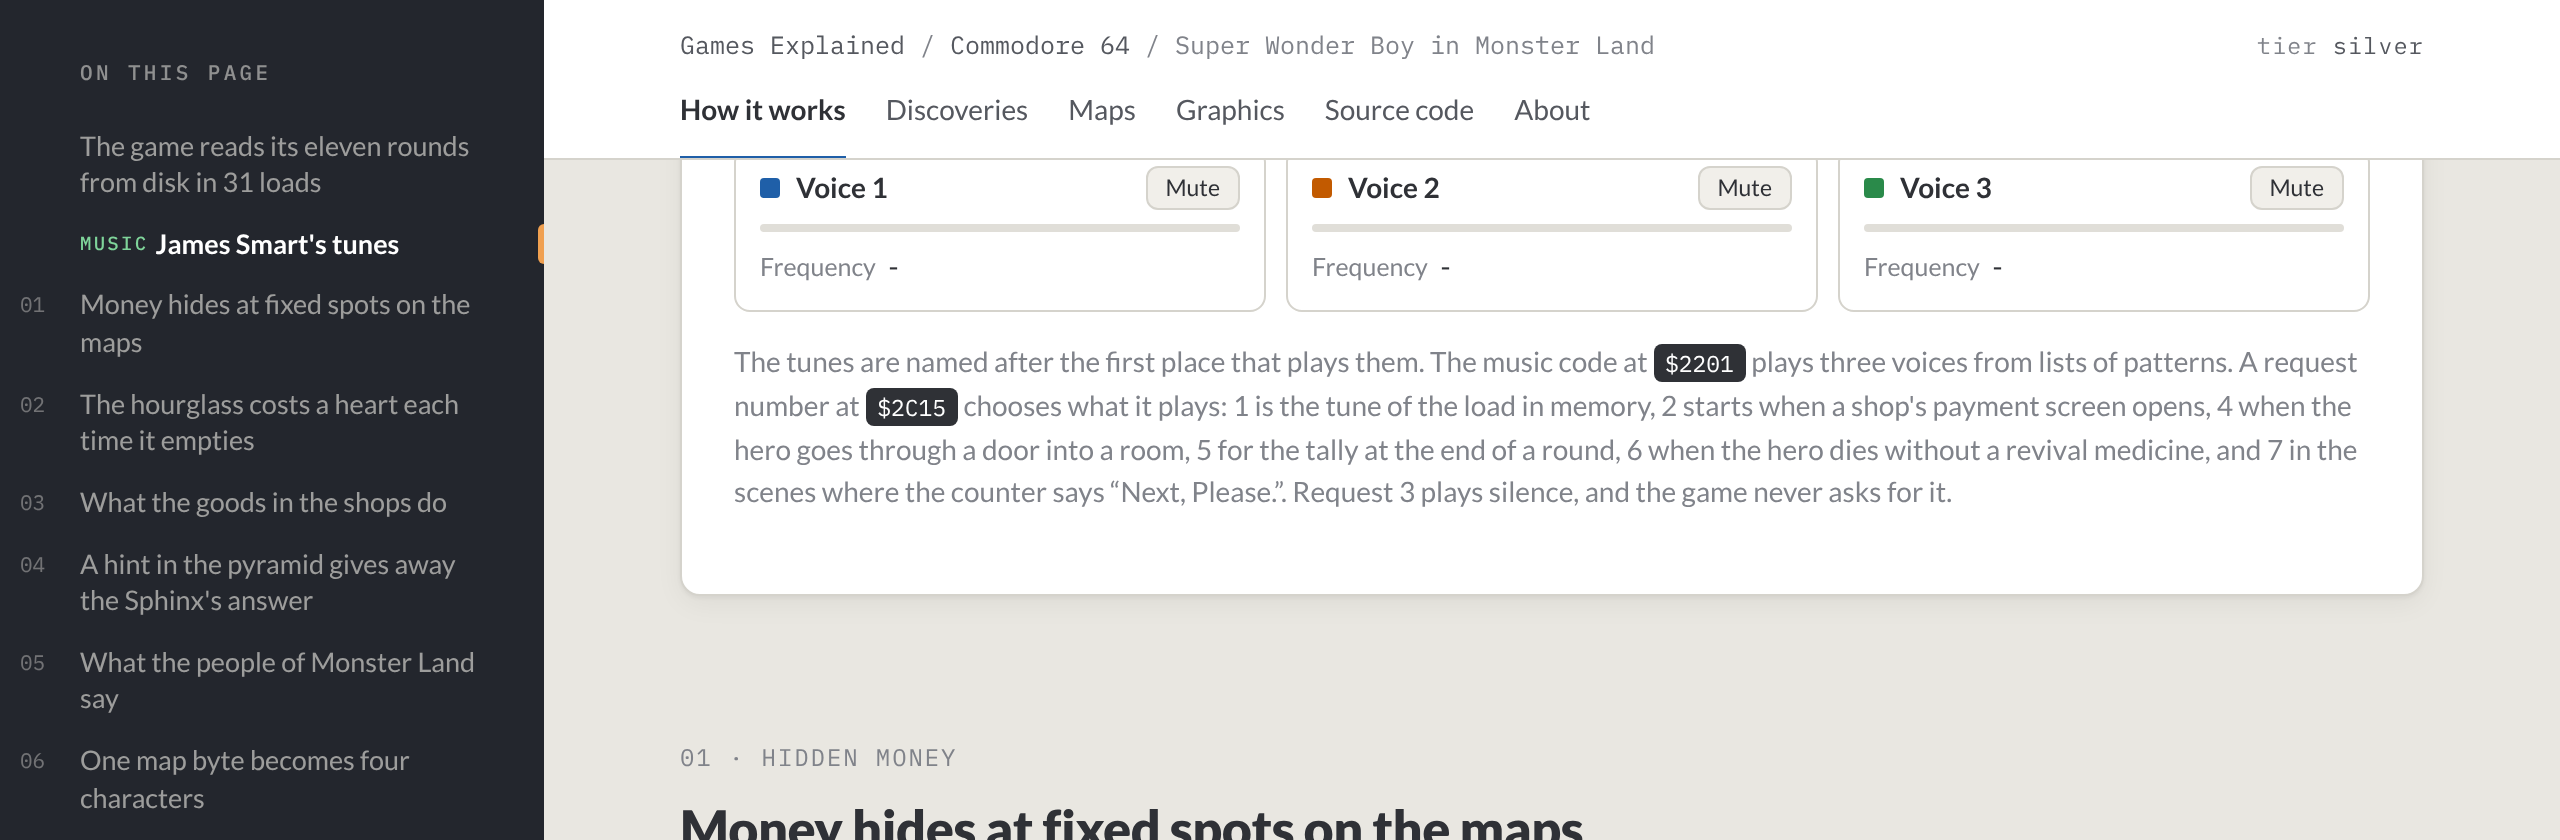 ON THIS PAGE
The game reads its eleven rounds
from disk in 31 loads
MUSIC James Smart's tunes
01 Money hides at fixed spots on the
maps
02 The hourglass costs a heart each
time it empties
03 What the goods in the shops do
04 A hint in the pyramid gives away
the Sphinx's answer
05 What the people of Monster Land
say
06 One map byte becomes four
characters
Games Explained / Commodore 64 / Super Wonder Boy in Monster Land
tier silver
How it works Discoveries Maps Graphics Source code About
Voice 1 Mute
Frequency -
Voice 2 Mute
Frequency -
Voice 3 Mute
Frequency -
The tunes are named after the first place that plays them. The music code at $2201 plays three voices from lists of patterns. A request
number at $2C15 chooses what it plays: 1 is the tune of the load in memory, 2 starts when a shop's payment screen opens, 4 when the
hero goes through a door into a room, 5 for the tally at the end of a round, 6 when the hero dies without a revival medicine, and 7 in the
scenes where the counter says “Next, Please.”. Request 3 plays silence, and the game never asks for it.
01 · HIDDEN MONEY
Money hides at fixed spots on the maps